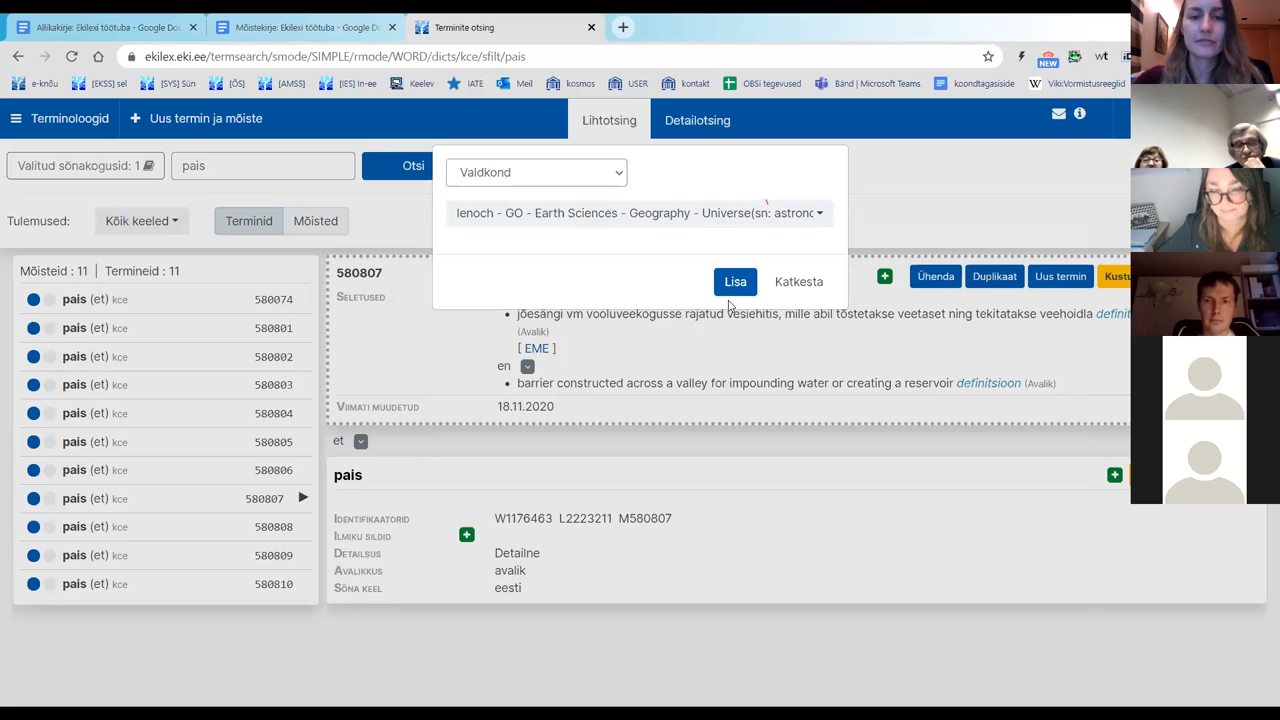 Allikakirje: Ekilexi töötuba - Google Do
Mõistekirje: Ekilexi töötuba - Google D
Terminite otsing
ekilex.eki.ee/termsearch/smode/SIMPLE/rmode/WORD/dicts/kce/sfilt/pais
NEW
wt
e-knõu
[EKSS] sel
[SY] Sün
[ÕS]
[AMSS]
[IES] In-ee
Keelev
IATE
Meil
kosmos
USER
kontakt
OBSi tegevused
Bänd | Microsoft Teams
koondtagasiside
Viki:Vormistusreeglid
Terminoloogid
Uus termin ja mõiste
Lihtotsing
Detailotsing
Valitud sõnakogusid: 1
pais
Otsi
Valdkond
lenoch - GO - Earth Sciences - Geography - Universe(sn: astronc
Lisa
Katkesta
Tulemused:
Kõik keeled
Terminid
Mõisted
Mõisteid : 11 | Termineid : 11
pais (et) kce 580074
pais (et) kce 580801
pais (et) kce 580802
pais (et) kce 580803
pais (et) kce 580804
pais (et) kce 580805
pais (et) kce 580806
pais (et) kce 580807
pais (et) kce 580808
pais (et) kce 580809
pais (et) kce 580810
580807
Ühenda
Duplikaat
Uus termin
Kustu
Seletused
jõesängi vm vooluveekogusse rajatud vesiehitis, mille abil tõstetakse veetaset ning tekitatakse veehoidla definit
(Avalik)
[ EME ]
en
barrier constructed across a valley for impounding water or creating a reservoir definitsioon (Avalik)
Viimati muudetud 18.11.2020
et
pais
Identifikaatorid W1176463 L2223211 M580807
Ilmiku sildid
Detailsus Detailne
Avalikkus avalik
Sõna keel eesti